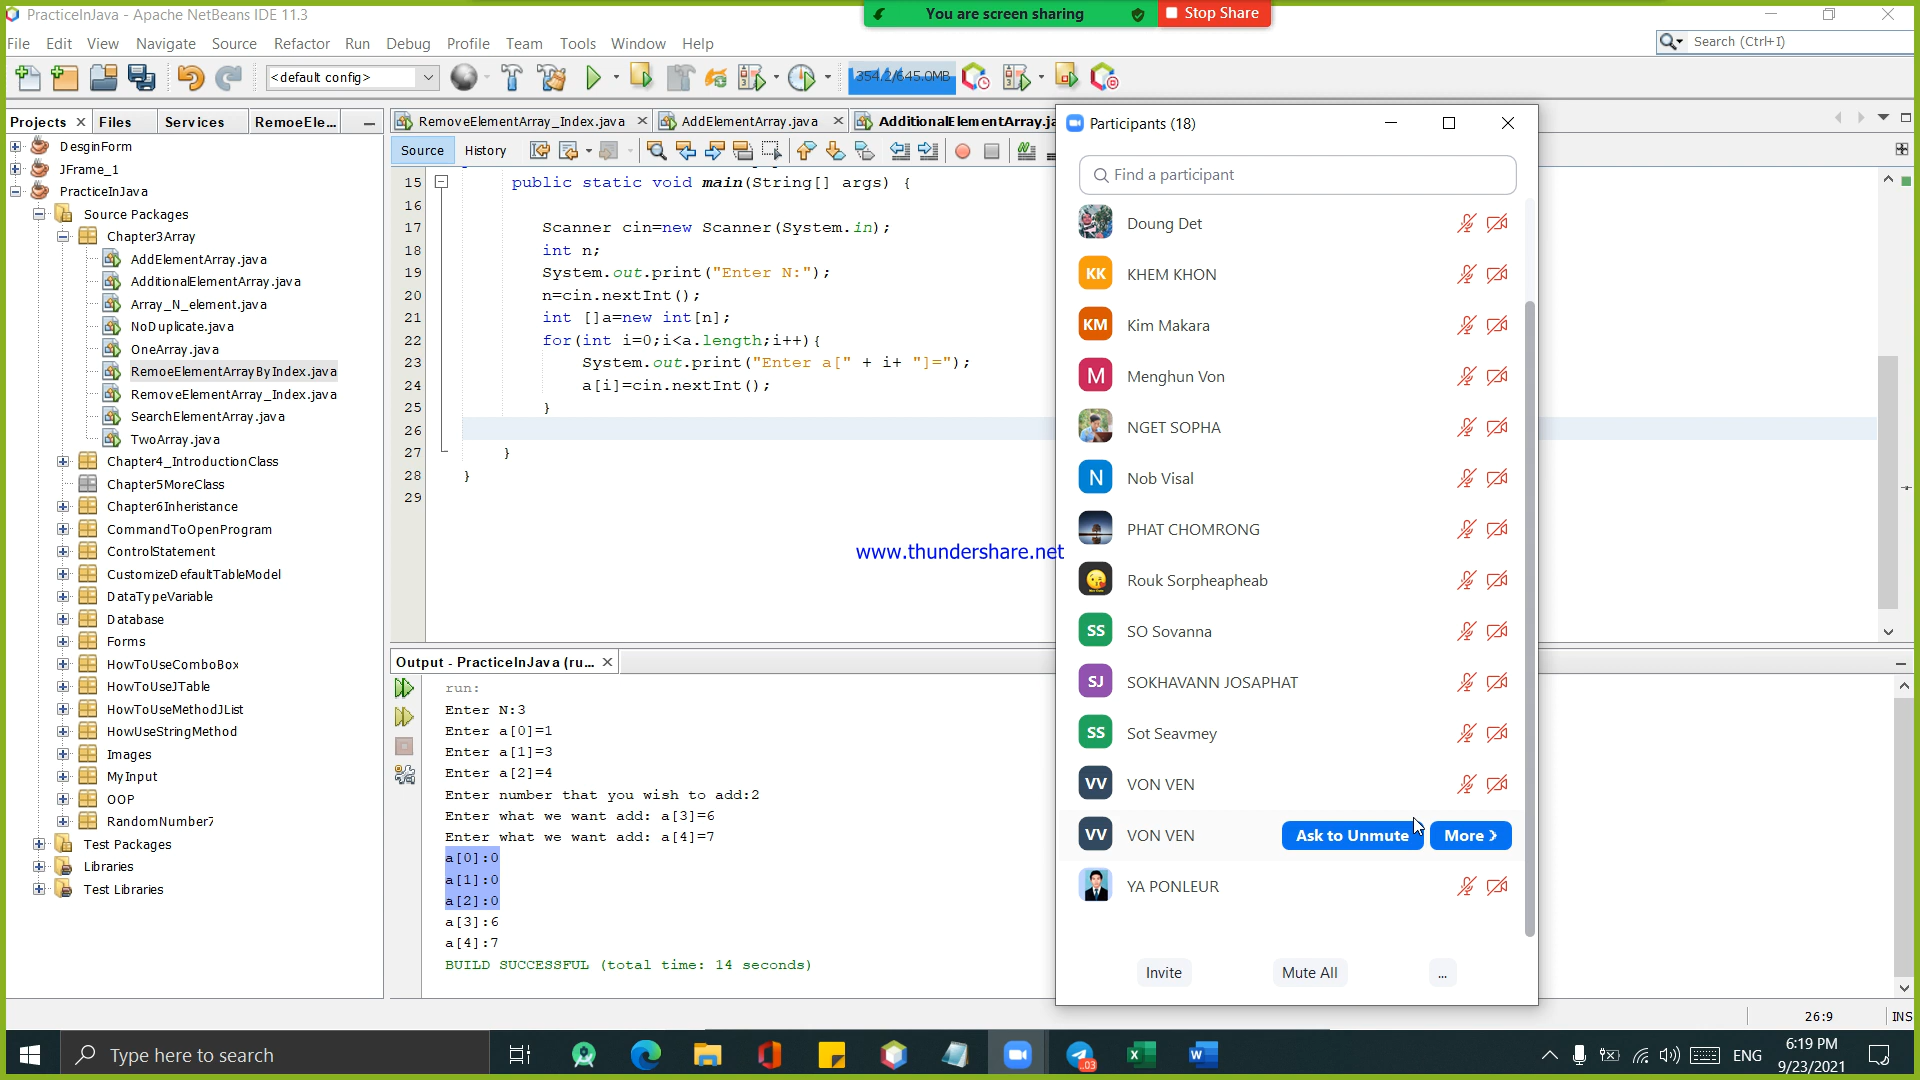 PracticeInJava - Apache NetBeans IDE 11.3
You are screen sharing
Stop Share
File Edit View Navigate Source Refactor Run Debug Profile Team Tools Window Help
Search (Ctrl+I)
<default config>
354.2/645.0MB
Projects Files Services RemoeEle...
RemoveElementArray_Index.java AddElementArray.java AdditionalElementArray.ja
Source History
DesginForm
JFrame_1
PracticeInJava
Source Packages
Chapter3Array
AddElementArray.java
AdditionalElementArray.java
Array_N_element.java
NoDuplicate.java
OneArray.java
RemoeElementArrayByIndex.java
RemoveElementArray_Index.java
SearchElementArray.java
TwoArray.java
Chapter4_IntroductionClass
Chapter5MoreClass
Chapter6Inheristance
CommandToOpenProgram
ControlStatement
CustomizeDefaultTableModel
DataTypeVariable
Database
Forms
HowToUseComboBox
HowToUseJTable
HowToUseMethodJList
HowUseStringMethod
Images
MyInput
OOP
RandomNumber7
Test Packages
Libraries
Test Libraries
15 public static void main(String[] args) {
16
17 Scanner cin=new Scanner(System.in);
18 int n;
19 System.out.print("Enter N:");
20 n=cin.nextInt();
21 int []a=new int[n];
22 for(int i=0;i<a.length;i++){
23 System.out.print("Enter a[" + i+ "]=");
24 a[i]=cin.nextInt();
25 }
26
27 }
28 }
29
www.thundershare.net
Output - PracticeInJava (ru...
run:
Enter N:3
Enter a[0]=1
Enter a[1]=3
Enter a[2]=4
Enter number that you wish to add:2
Enter what we want add: a[3]=6
Enter what we want add: a[4]=7
a[0]:0
a[1]:0
a[2]:0
a[3]:6
a[4]:7
BUILD SUCCESSFUL (total time: 14 seconds)
Participants (18)
Find a participant
Doung Det
KK KHEM KHON
KM Kim Makara
M Menghun Von
NGET SOPHA
N Nob Visal
PHAT CHOMRONG
Rouk Sorpheapheab
SS SO Sovanna
SJ SOKHAVANN JOSAPHAT
SS Sot Seavmey
VV VON VEN
VV VON VEN Ask to Unmute More
YA PONLEUR
Invite Mute All ...
26:9 INS
Type here to search
ENG
6:19 PM
9/23/2021